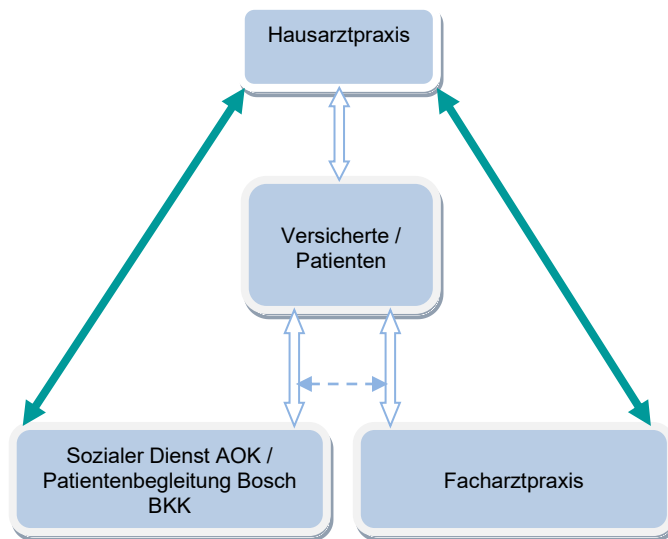 Hausarztpraxis
Versicherte /
Patienten
Sozialer Dienst AOK /
Patientenbegleitung Bosch
BKK
Facharztpraxis